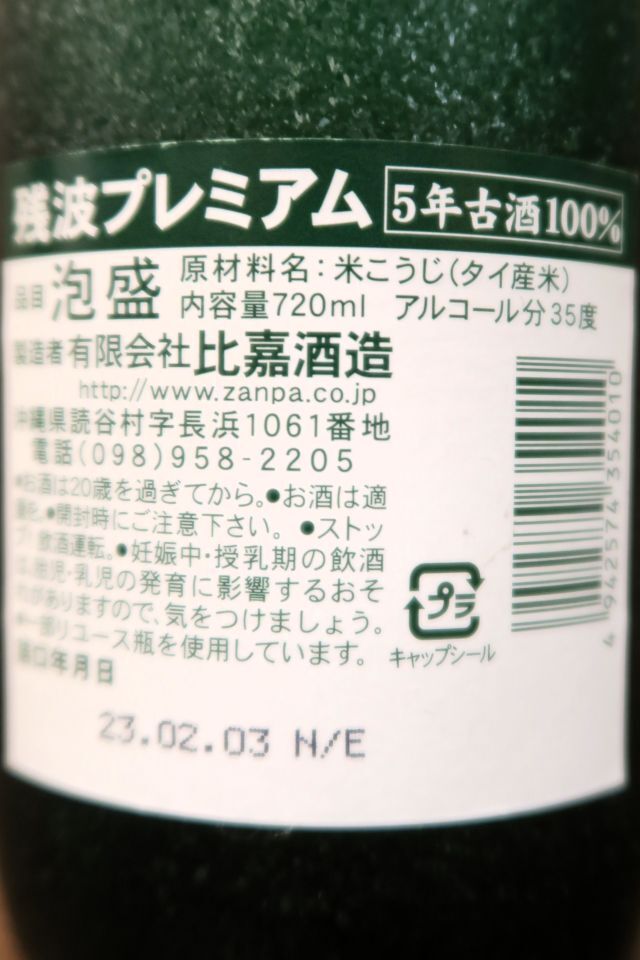 残波プレミアム 5年古酒100%
品目 泡盛 原材料名：米こうじ(タイ産米)
内容量720ml アルコール分35度
製造者 有限会社比嘉酒造
http://www.zanpa.co.jp
沖縄県読谷村字長浜1061番地
電話(098)958-2205
●お酒は20歳を過ぎてから。●お酒は適
量を。●開封時にご注意下さい。 ●ストッ
プ!飲酒運転。●妊娠中・授乳期の飲酒
は、胎児・乳児の発育に影響するおそ
れがありますので、気をつけましょう。
●一部リユース瓶を使用しています。
詰口年月日
プラ
キャップシール
23.02.03 N/E
4942574354010